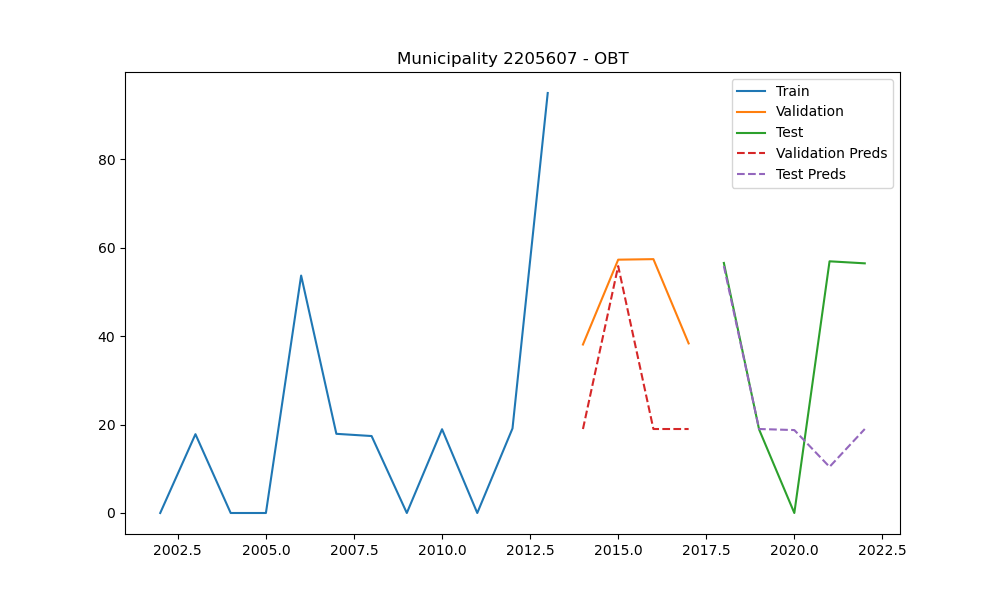 Municipality 2205607 - OBT
Train
Validation
Test
Validation Preds
Test Preds
80
60
40
20
0
2002.5 2005.0 2007.5 2010.0 2012.5 2015.0 2017.5 2020.0 2022.5